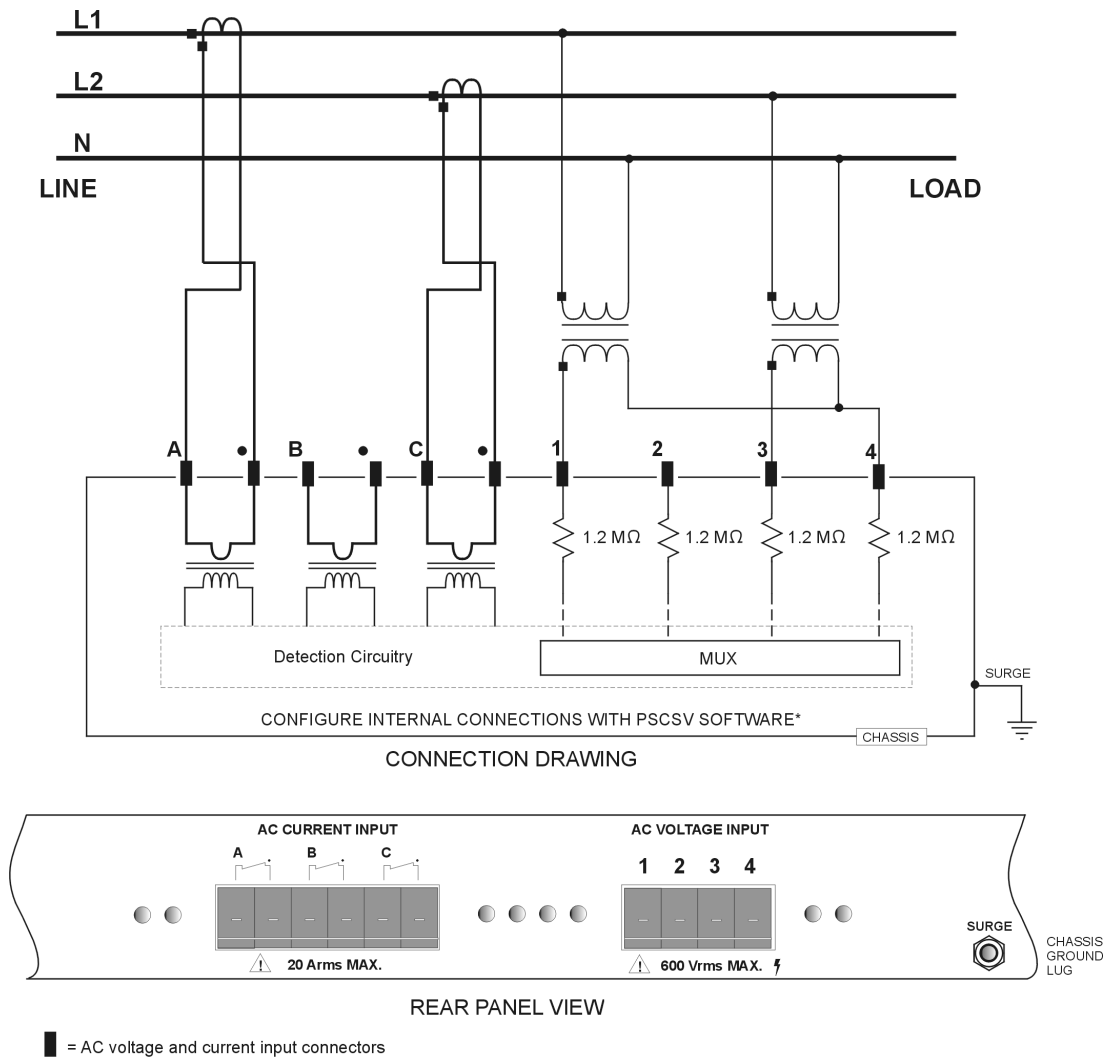 L1
L2
N
LINE
LOAD
A
B
C
1
2
3
4
1.2 MΩ
1.2 MΩ
1.2 MΩ
1.2 MΩ
Detection Circuitry
MUX
SURGE
CONFIGURE INTERNAL CONNECTIONS WITH PSCSV SOFTWARE*
CHASSIS
CONNECTION DRAWING
AC CURRENT INPUT
AC VOLTAGE INPUT
A
B
C
1
2
3
4
SURGE
CHASSIS
GROUND
LUG
! 20 Arms MAX.
! 600 Vrms MAX.
REAR PANEL VIEW
= AC voltage and current input connectors